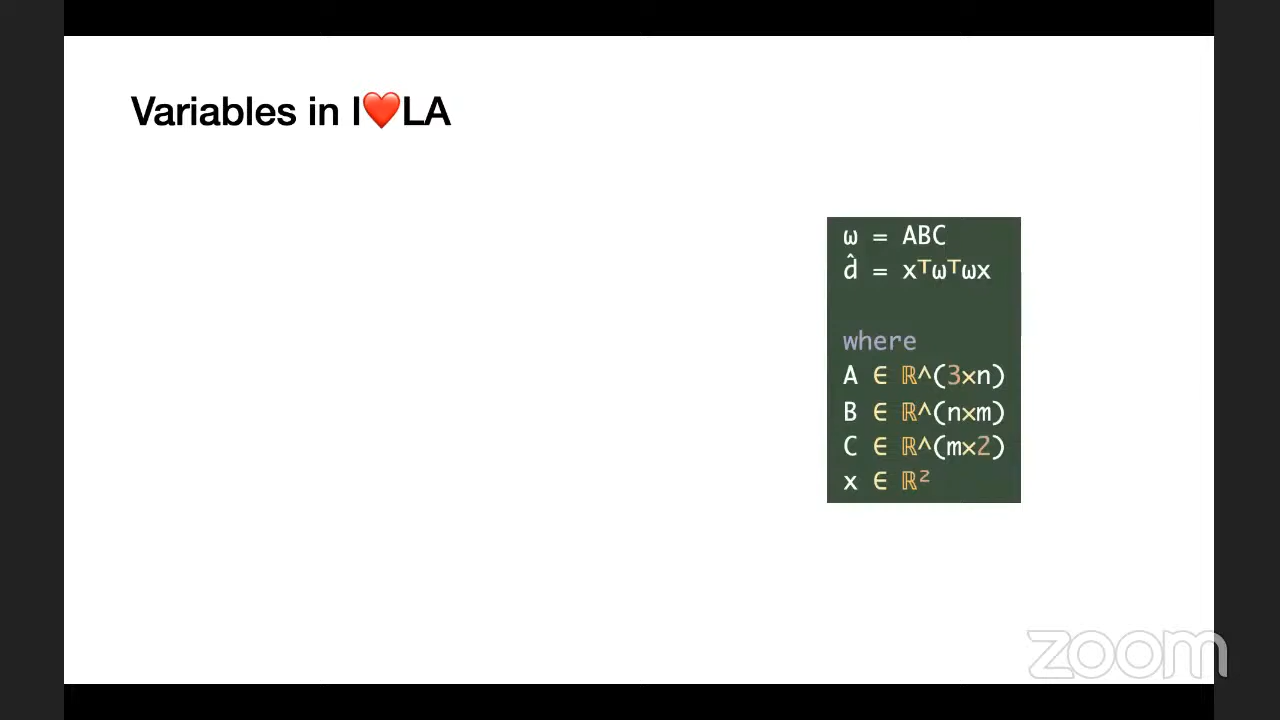 Variables in I❤️LA
ω = ABC
d̂ = xᵀωᵀωx
where
A ∈ ℝ^(3×n)
B ∈ ℝ^(n×m)
C ∈ ℝ^(m×2)
x ∈ ℝ²
zoom